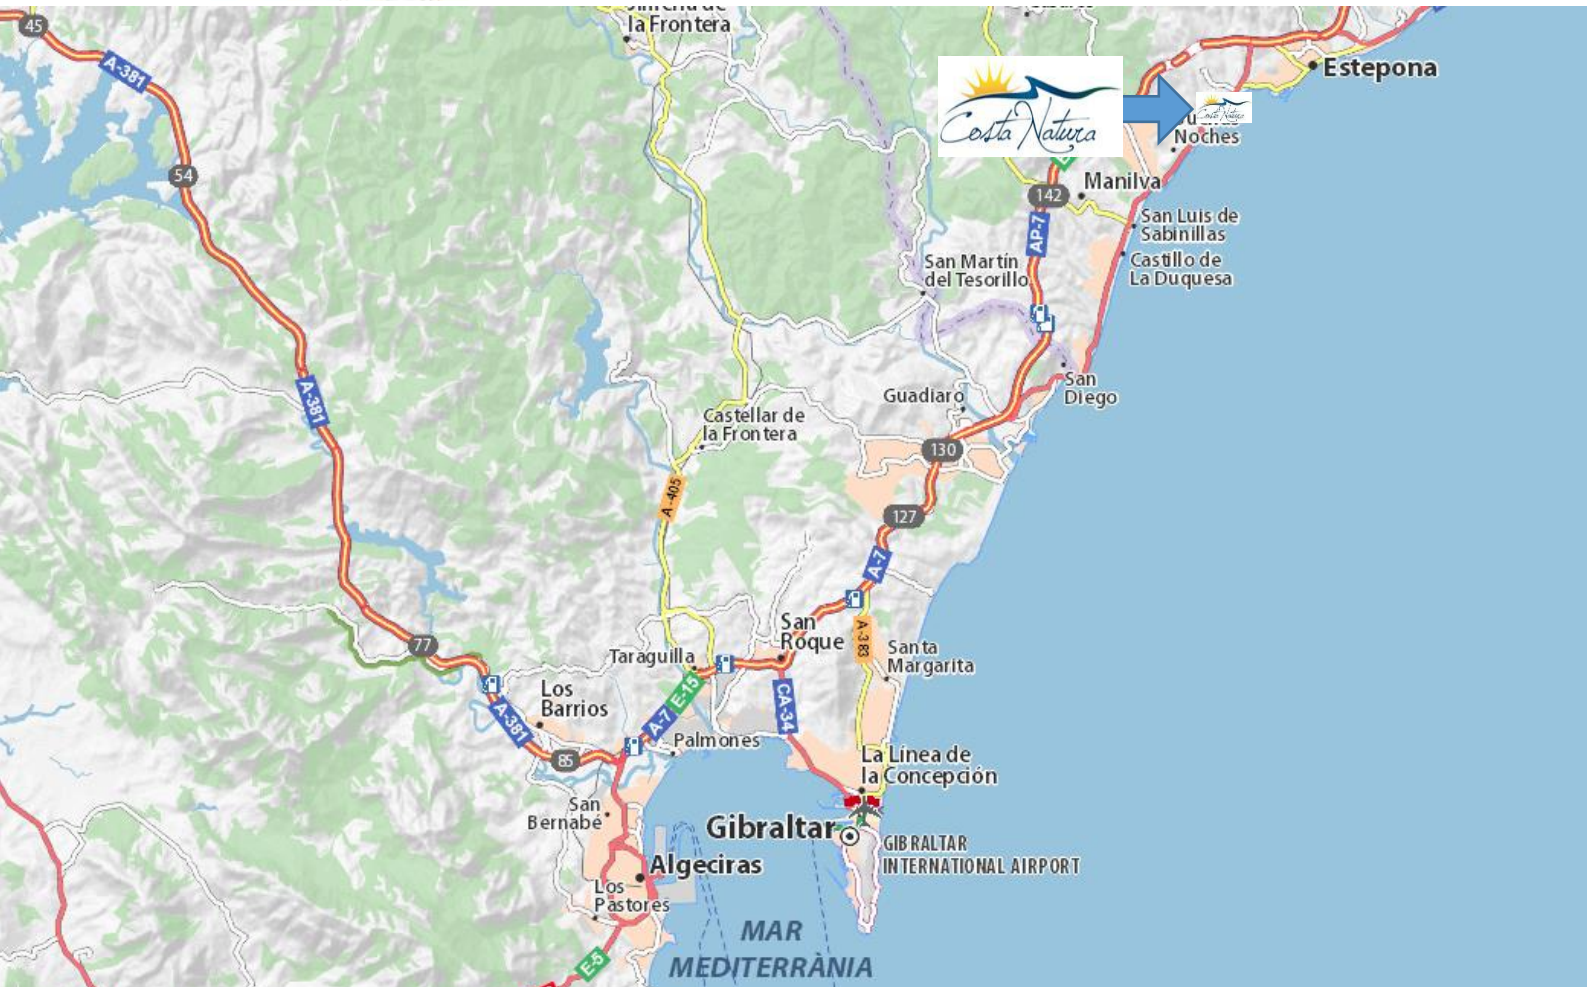 45
A-381
la Frontera
Estepona
Costa Natura
Costa Natura
Noches
54
142
Manilva
AP-7
San Luis de
Sabinillas
San Martín
del Tesorillo
Castillo de
La Duquesa
San
Diego
Guadiaro
A-381
Castellar de
la Frontera
130
A-405
127
A-7
San
Roque
A-383
Santa
Margarita
77
Taraguilla
E-15
A-7
CA-34
Los
Barrios
A-381
85
Palmones
La Línea de
la Concepción
San
Bernabé
Gibraltar
GIBRALTAR
INTERNATIONAL AIRPORT
Algeciras
Los
Pastores
MAR
MEDITERRÀNIA
E-5